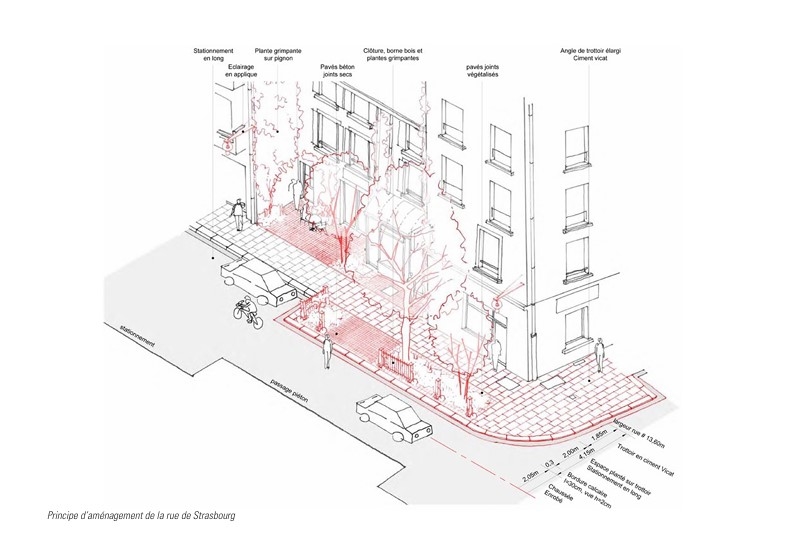 Stationnement
en long
Plante grimpante
sur pignon
Eclairage
en applique
Pavés béton
joints secs
Clôture, borne bois et
plantes grimpantes
pavés joints
végétalisés
Angle de trottoir élargi
Ciment vicat
stationnement
passage piéton
largeur rue # 13,60m
2,05m
0,3
2,00m
1,85m
4,15m
Trottoir en ciment Vicat
Espace planté sur trottoir
Stationnement en long
Bordure calcaire
l=30cm, vue h=2cm
Chaussée
Enrobé
Principe d'aménagement de la rue de Strasbourg